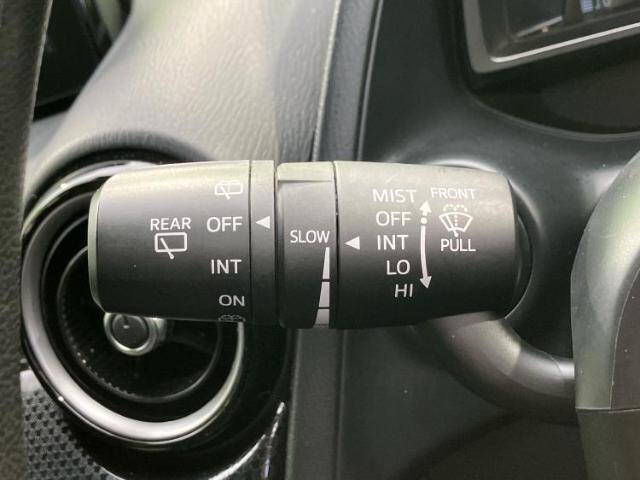 REAR
OFF
INT
ON
SLOW
MIST
OFF
INT
LO
HI
FRONT
PULL